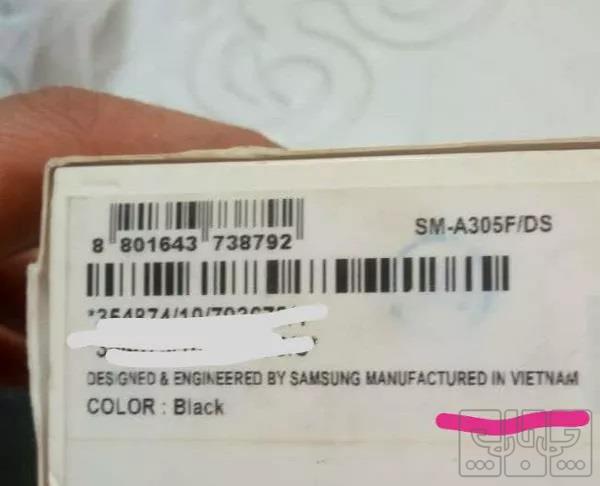 SM-A305F/DS
8 801643 738792
DESIGNED & ENGINEERED BY SAMSUNG MANUFACTURED IN VIETNAM
COLOR : Black